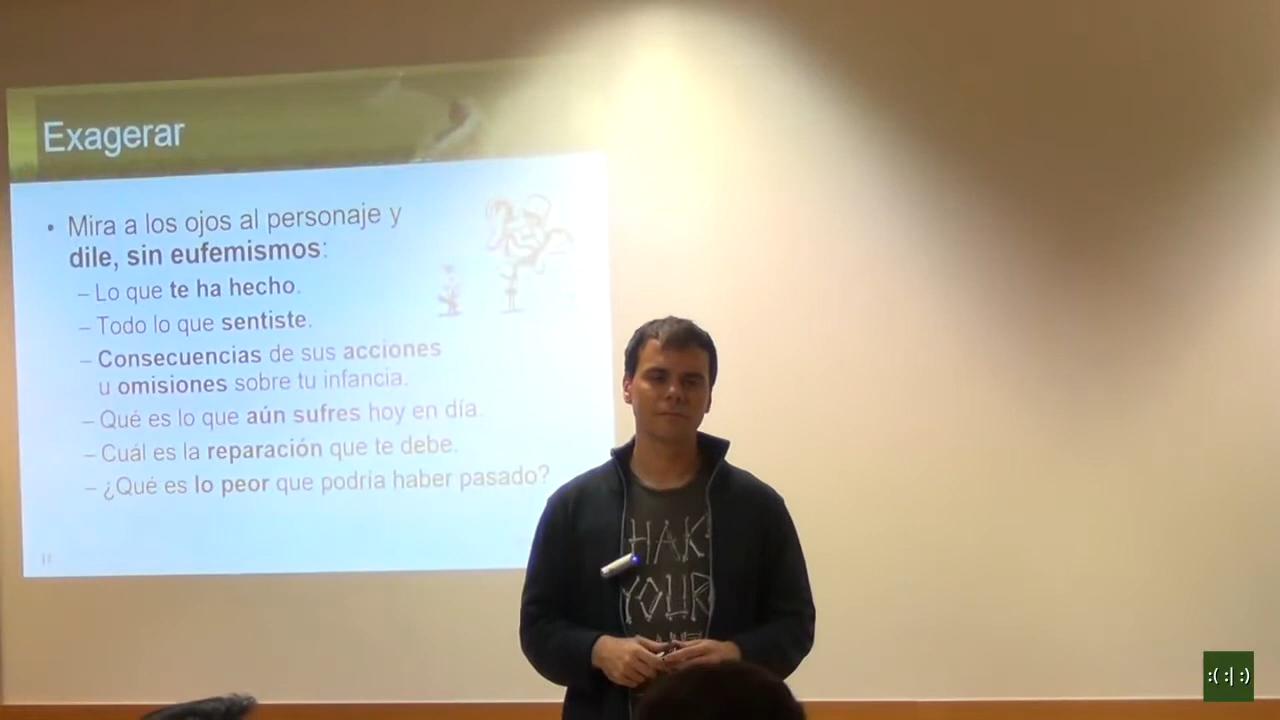 Exagerar
• Mira a los ojos al personaje y
dile, sin eufemismos:
– Lo que te ha hecho.
– Todo lo que sentiste.
– Consecuencias de sus acciones
u omisiones sobre tu infancia.
– Qué es lo que aún sufres hoy en día.
– Cuál es la reparación que te debe.
– ¿Qué es lo peor que podría haber pasado?
HAK
YOUR
:( :| :)